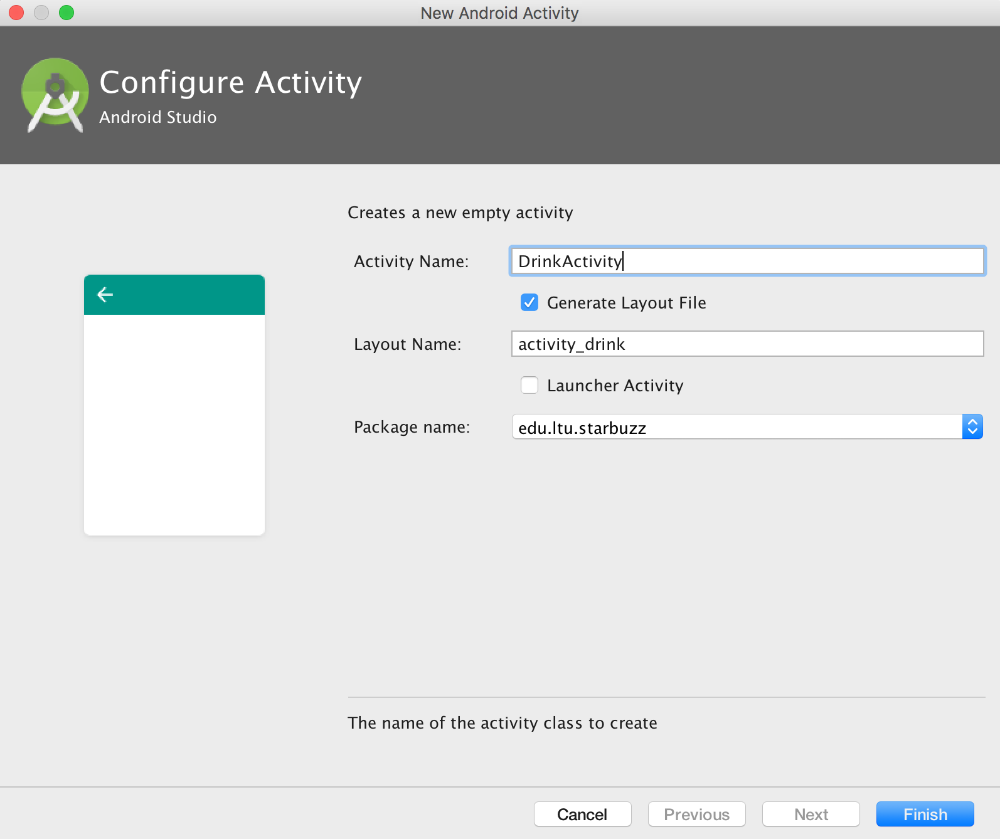 New Android Activity
Configure Activity
Android Studio
Creates a new empty activity
Activity Name: DrinkActivity
Generate Layout File
Layout Name: activity_drink
Launcher Activity
Package name: edu.ltu.starbuzz
The name of the activity class to create
Cancel Previous Next Finish